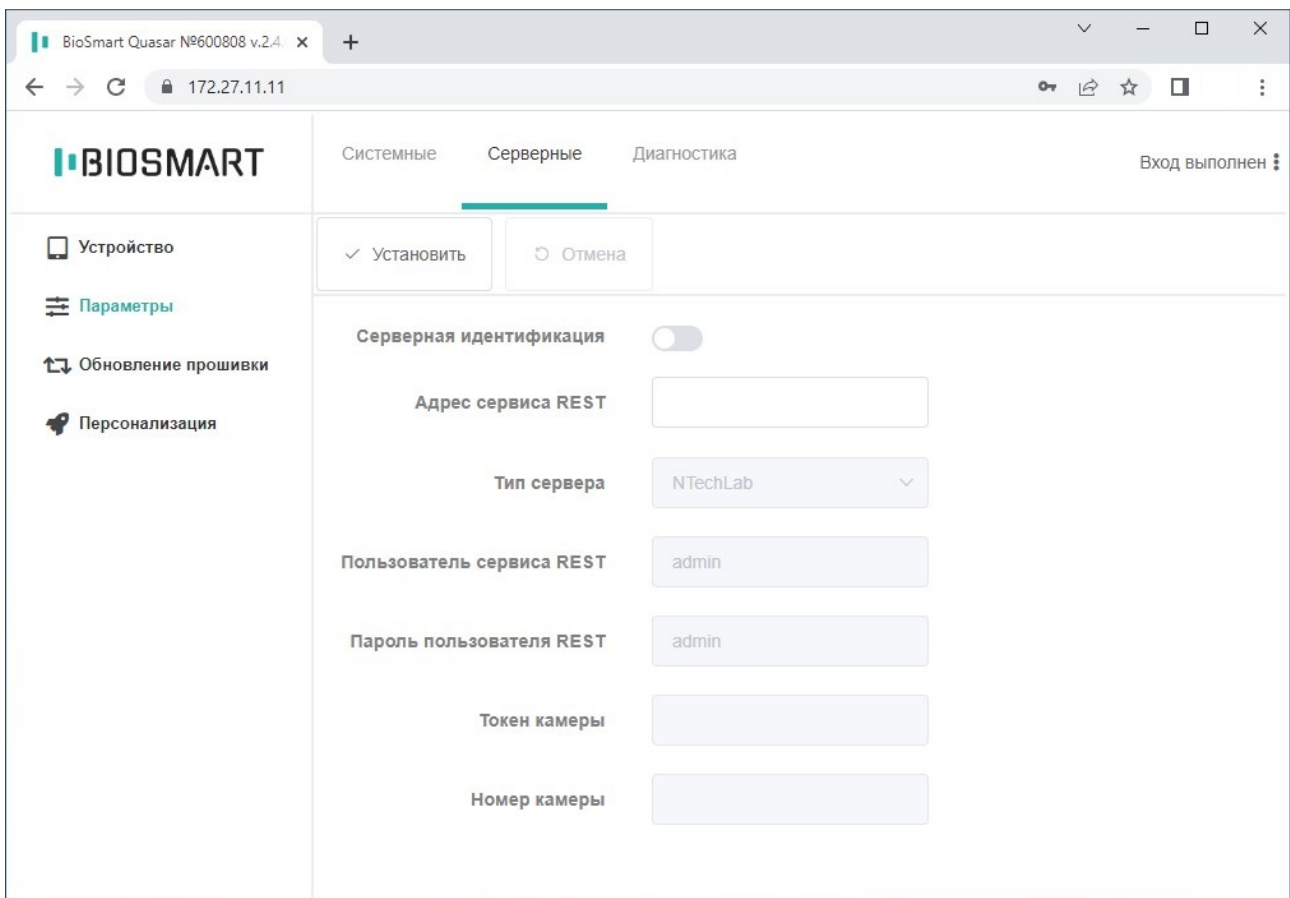 BioSmart Quasar №600808 v.2.4.
172.27.11.11
BIOSMART
Системные Серверные Диагностика
Вход выполнен
Устройство
Параметры
Обновление прошивки
Персонализация
Установить Отмена
Серверная идентификация
Адрес сервиса REST
Тип сервера NTechLab
Пользователь сервиса REST admin
Пароль пользователя REST admin
Токен камеры
Номер камеры